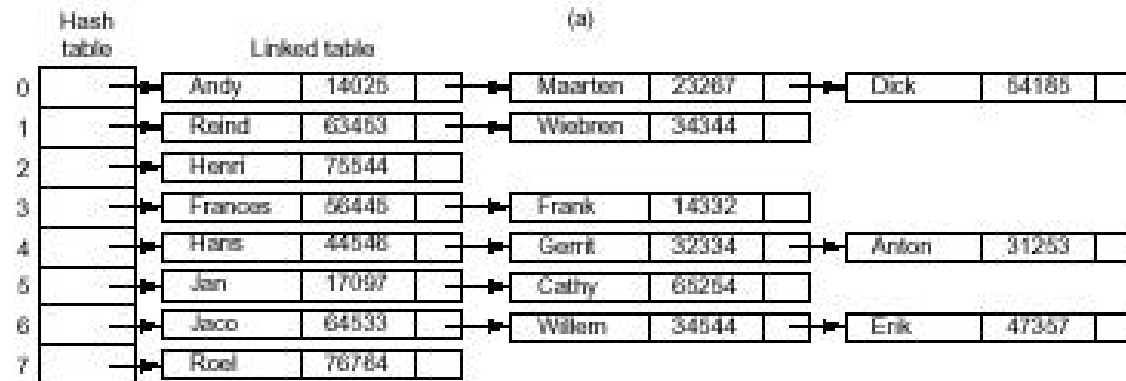 Hash
table
(a)
Linked table
0 Andy 14025 Maarten 23267 Dick 54185
1 Reind 63453 Wiebren 34344
2 Henri 75544
3 Frances 56445 Frank 14332
4 Hans 44546 Gerrit 32334 Anton 31253
5 Jan 17097 Cathy 65254
6 Jaco 64533 Willem 34544 Erik 47357
7 Roel 76764